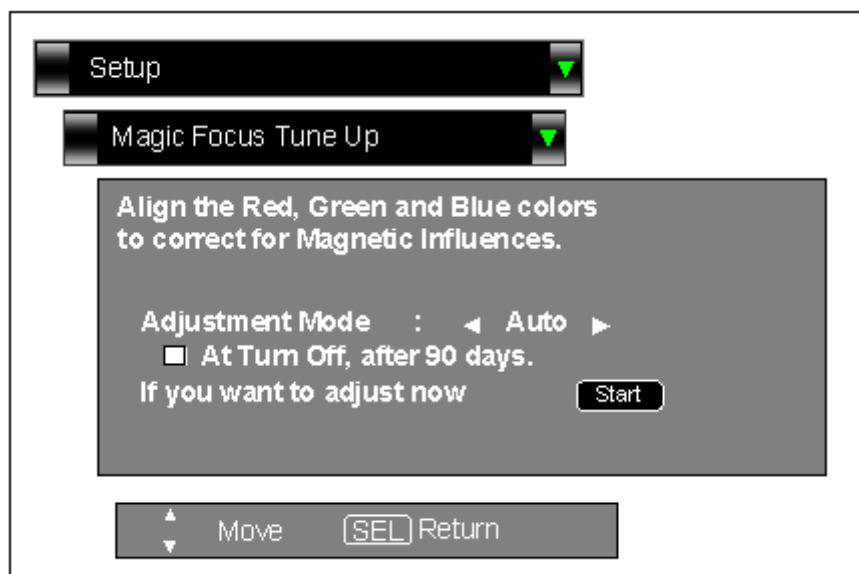 Setup
Magic Focus Tune Up
Align the Red, Green and Blue colors
to correct for Magnetic Influences.
Adjustment Mode : Auto
At Turn Off, after 90 days.
If you want to adjust now Start
Move SEL Return